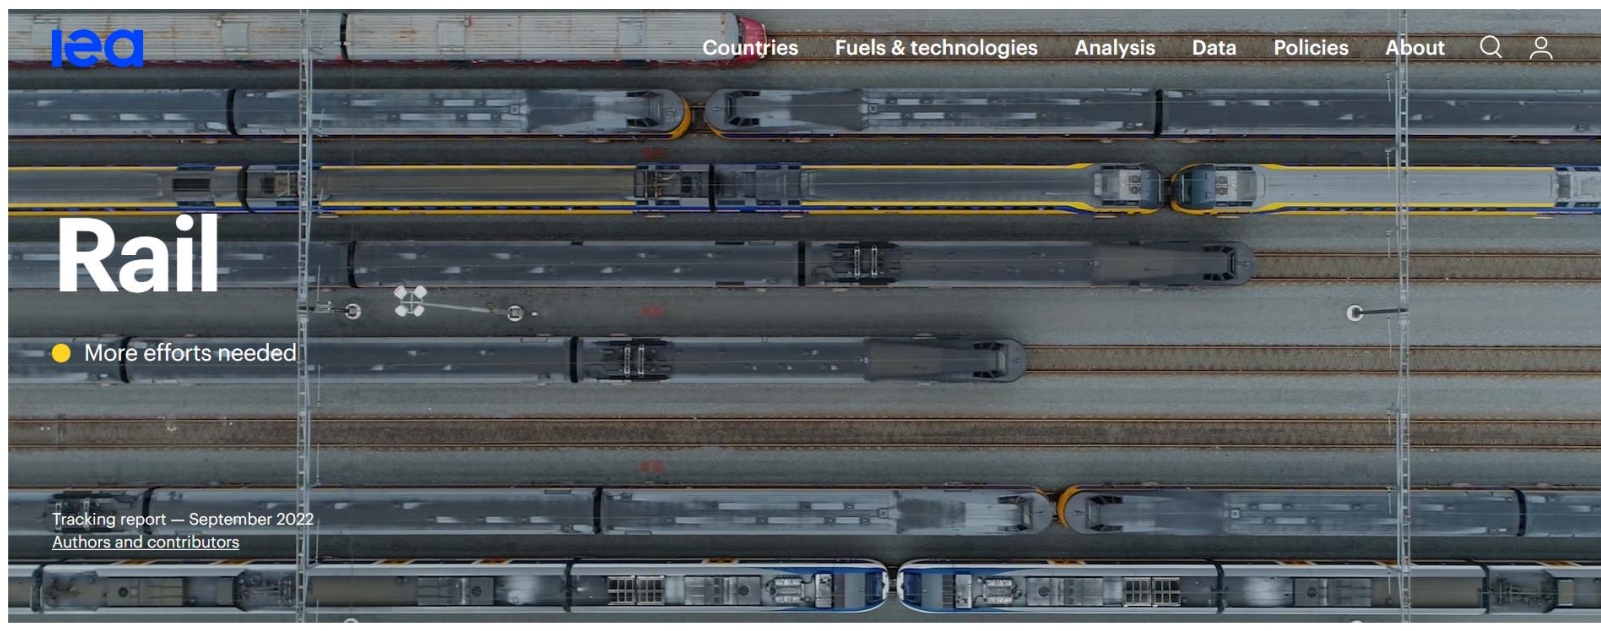 iea
Countries Fuels & technologies Analysis Data Policies About
Rail
More efforts needed
Tracking report — September 2022
Authors and contributors